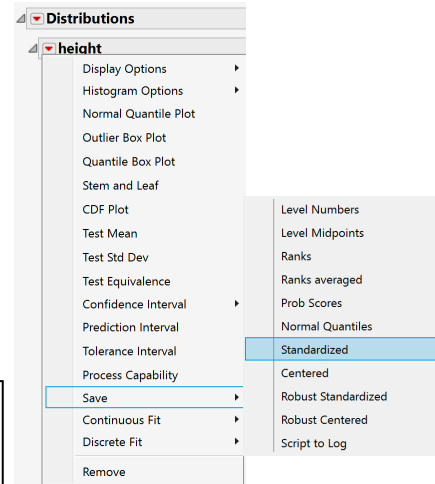 Distributions
height
Display Options
Histogram Options
Normal Quantile Plot
Outlier Box Plot
Quantile Box Plot
Stem and Leaf
CDF Plot
Test Mean
Test Std Dev
Test Equivalence
Confidence Interval
Prediction Interval
Tolerance Interval
Process Capability
Save
Continuous Fit
Discrete Fit
Remove
Level Numbers
Level Midpoints
Ranks
Ranks averaged
Prob Scores
Normal Quantiles
Standardized
Centered
Robust Standardized
Robust Centered
Script to Log